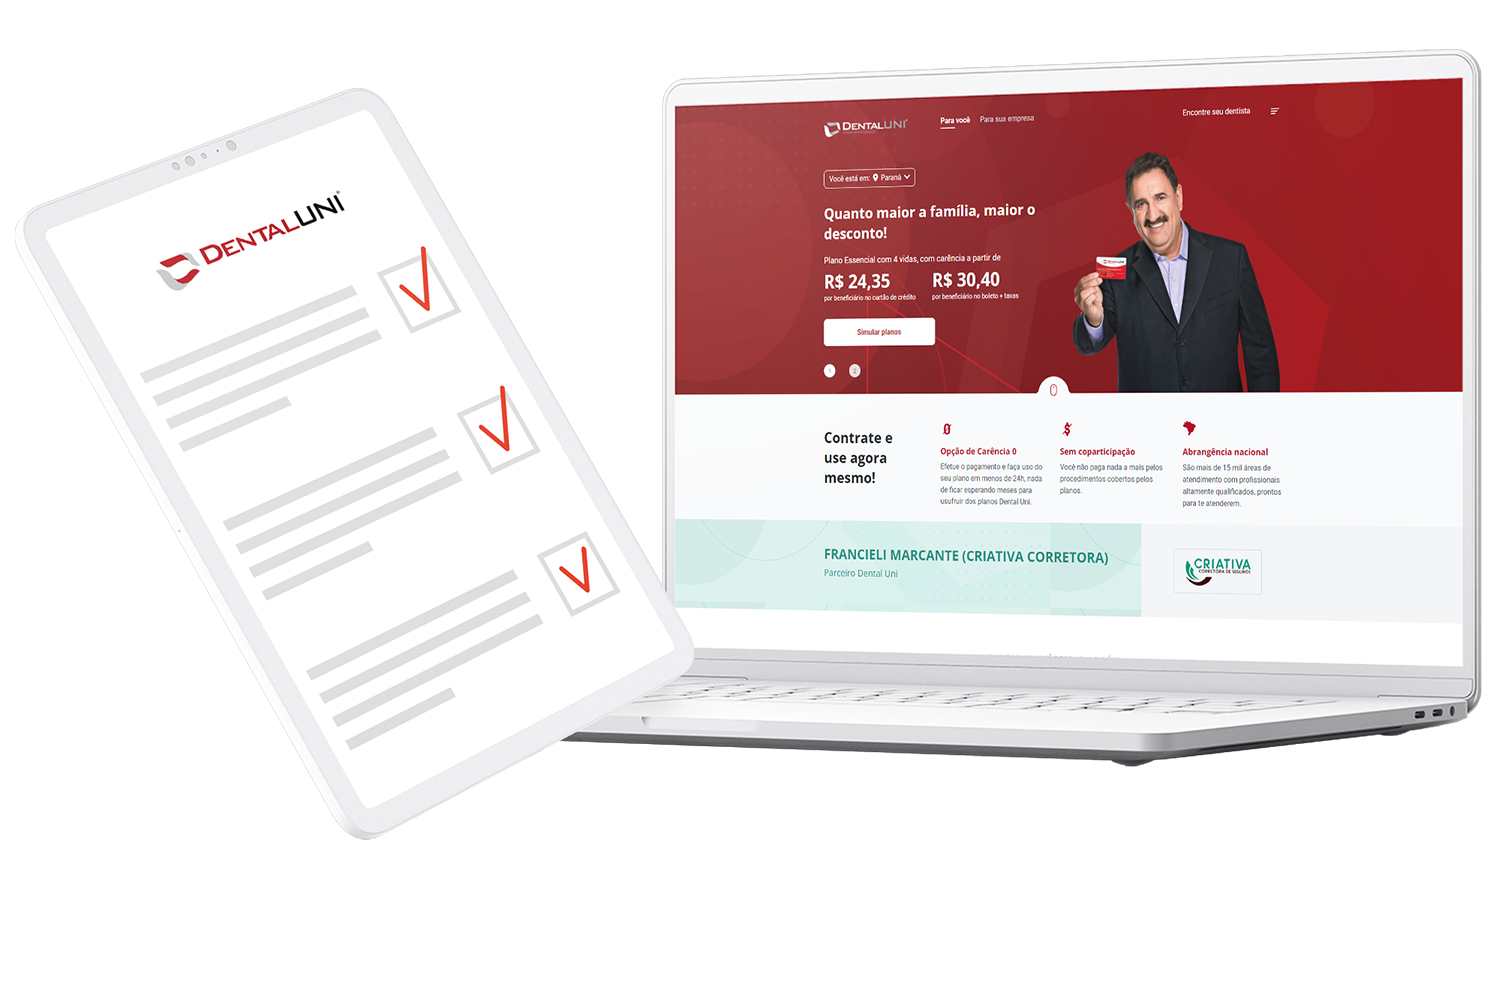 DENTALUNI®
DENTALUNI®
Para você
Para sua empresa
Encontre seu dentista
Você está em: Paraná
Quanto maior a família, maior o
desconto!
Plano Essencial com 4 vidas, com carência a partir de
R$ 24,35
por beneficiário no cartão de crédito
R$ 30,40
por beneficiário no boleto + taxas
Simular planos
1
2
Contrate e
use agora
mesmo!
Opção de Carência 0
Efetue o pagamento e faça uso do
seu plano em menos de 24h, nada
de ficar esperando meses para
usufruir dos planos Dental Uni.
Sem coparticipação
Você não paga nada a mais pelos
procedimentos cobertos pelos
planos.
Abrangência nacional
São mais de 15 mil áreas de
atendimento com profissionais
altamente qualificados, prontos
para te atenderem.
FRANCIELI MARCANTE (CRIATIVA CORRETORA)
Parceiro Dental Uni
CRIATIVA
CORRETORA DE SEGUROS